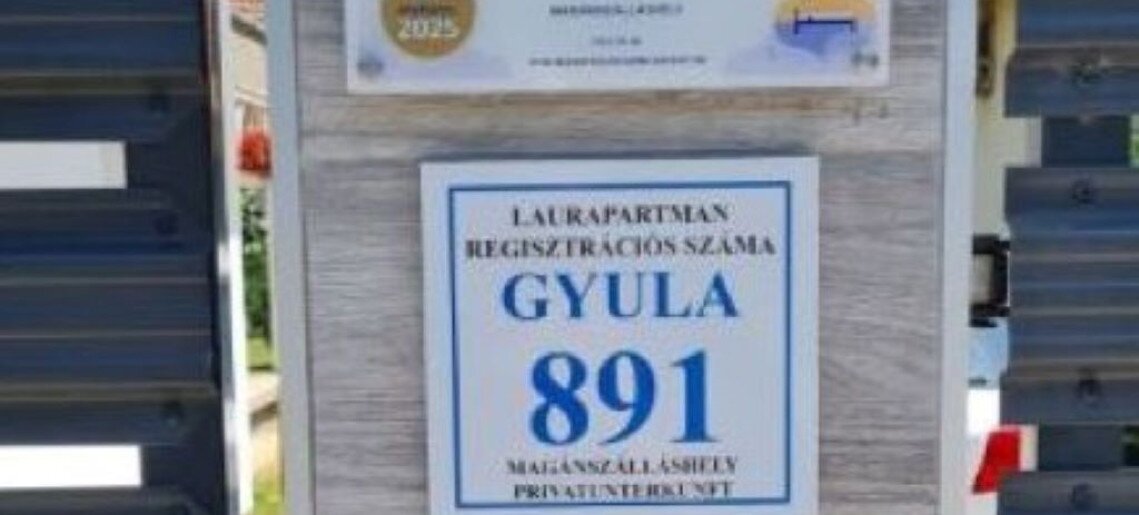 2025
LAURAPARTMAN
REGISZTRÁCIÓS SZÁMA
GYULA
891
MAGÁNSZÁLLÁSHELY
PRIVATUNTERKUNFT